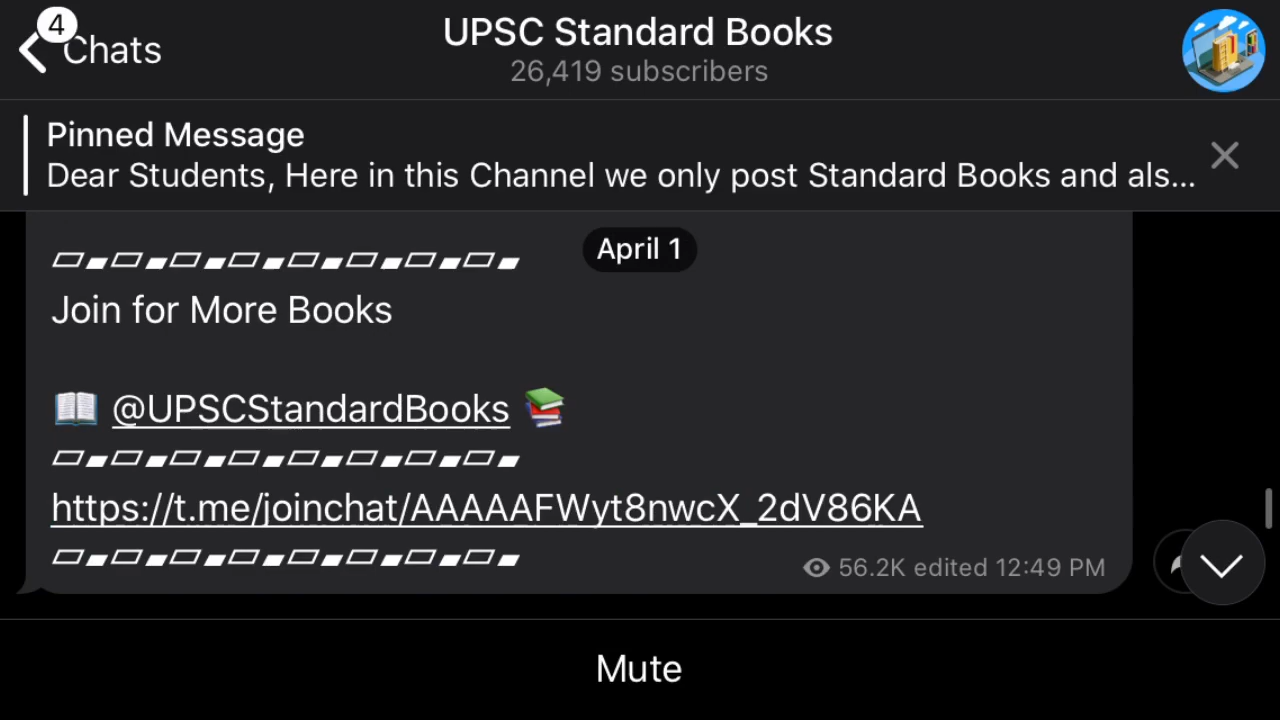 4
Chats
UPSC Standard Books
26,419 subscribers
Pinned Message
Dear Students, Here in this Channel we only post Standard Books and als...
April 1
Join for More Books
@UPSCStandardBooks
https://t.me/joinchat/AAAAAFWyt8nwcX_2dV86KA
56.2K edited 12:49 PM
Mute